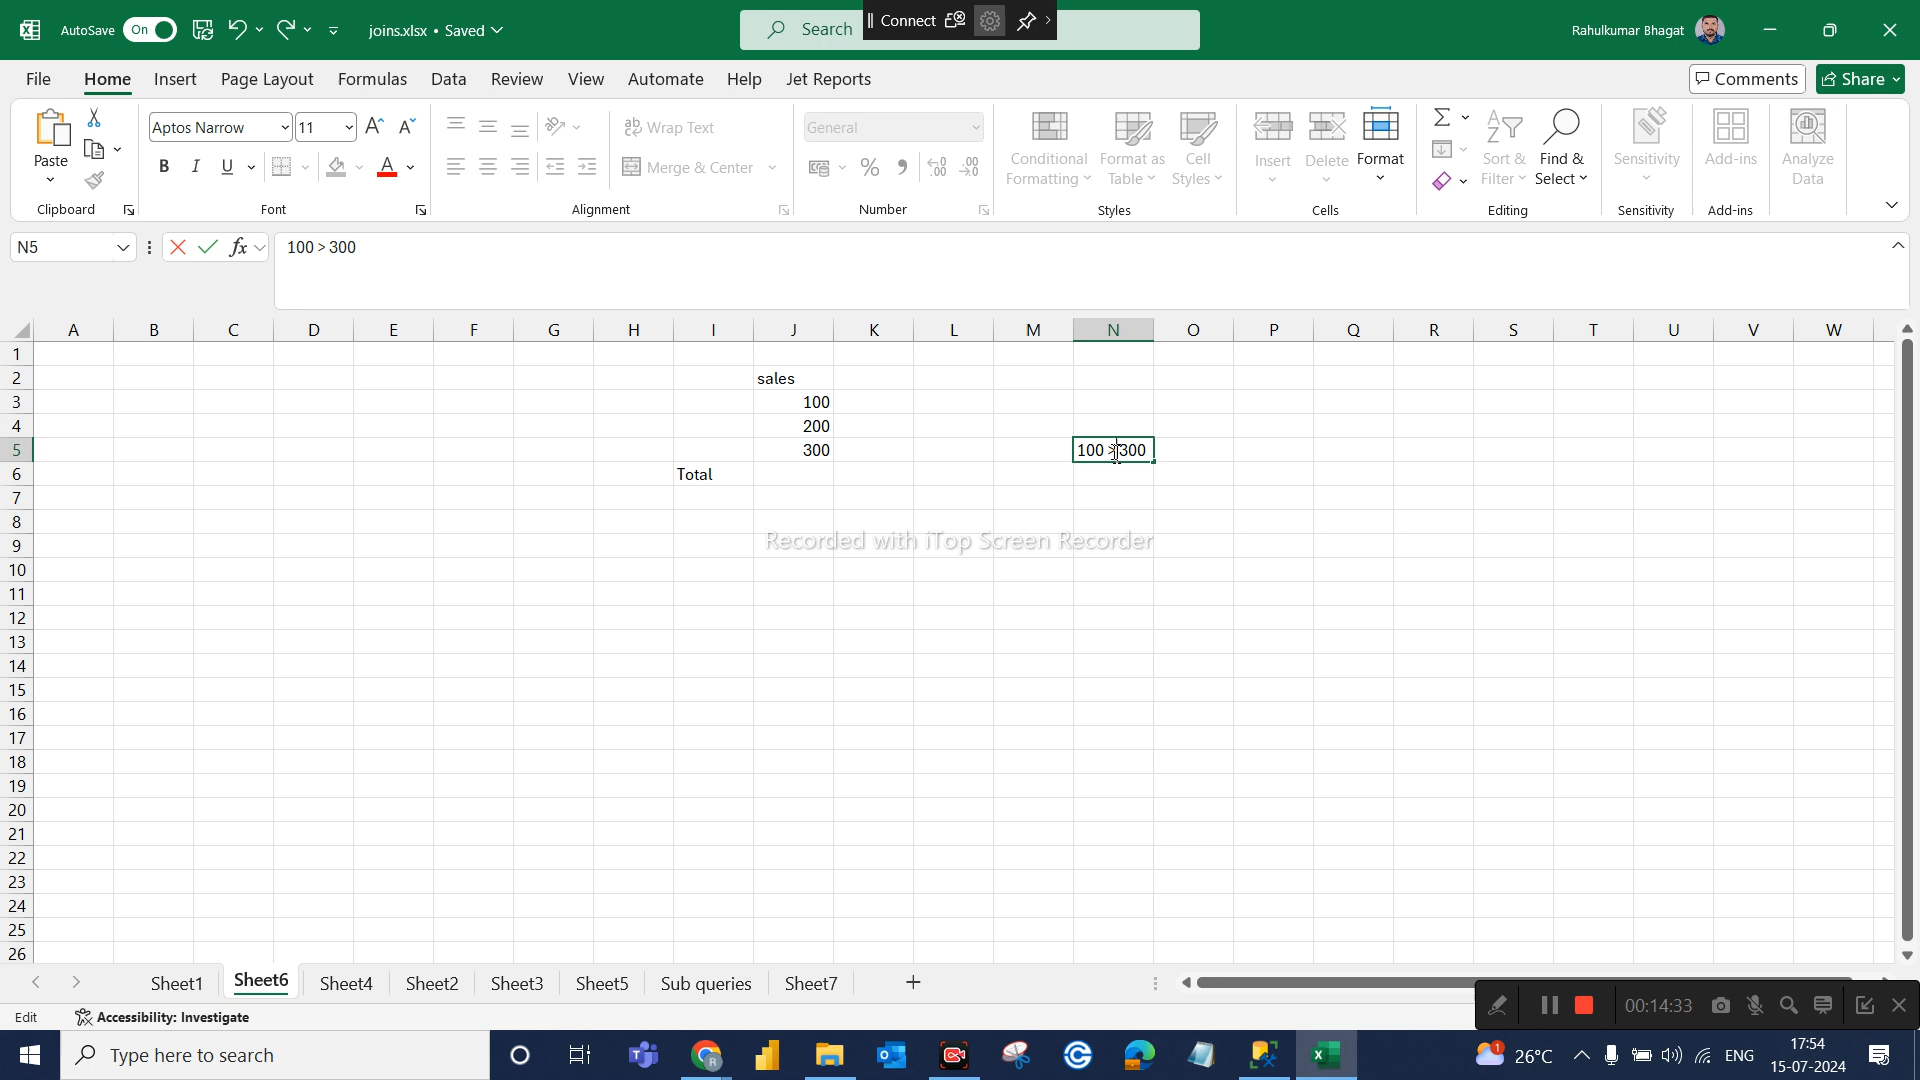 AutoSave On joins.xlsx • Saved Search Connect Rahulkumar Bhagat
File Home Insert Page Layout Formulas Data Review View Automate Help Jet Reports Comments Share
Aptos Narrow 11 Wrap Text General
Paste B I U A Merge & Center % Conditional Formatting Format as Table Cell Styles Insert Delete Format Sort & Filter Find & Select Sensitivity Add-ins Analyze Data
Clipboard Font Alignment Number Styles Cells Editing Sensitivity Add-ins
N5 fx 100 > 300
A B C D E F G H I J K L M N O P Q R S T U V W
1
2 sales
3 100
4 200
5 300 100 > 300
6 Total
7
8
9 Recorded with iTop Screen Recorder
10
11
12
13
14
15
16
17
18
19
20
21
22
23
24
25
26
Sheet1 Sheet6 Sheet4 Sheet2 Sheet3 Sheet5 Sub queries Sheet7
Edit Accessibility: Investigate 00:14:33
Type here to search 1 26°C ENG 17:54
15-07-2024